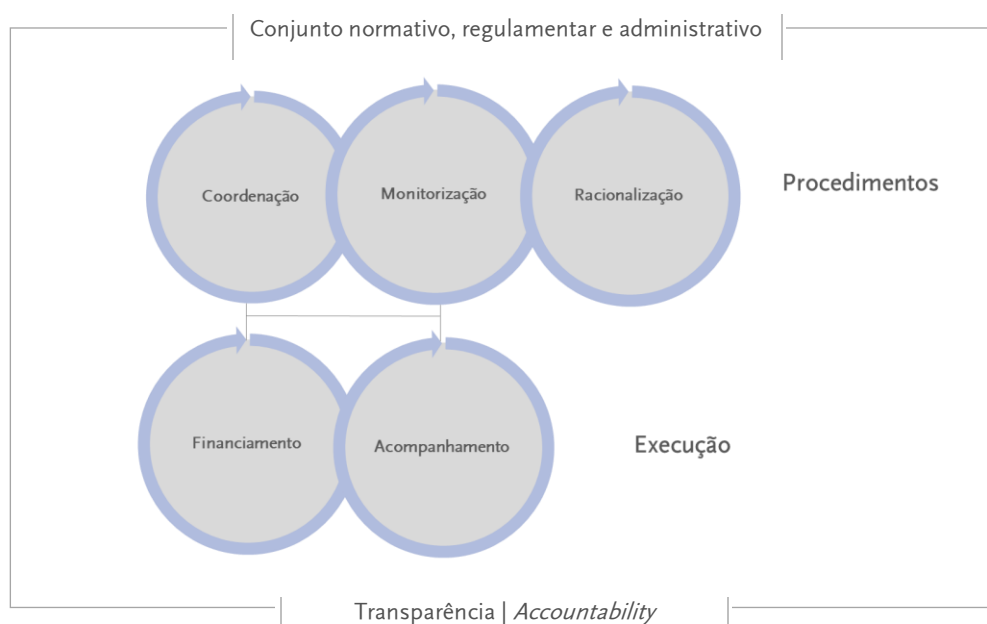 Conjunto normativo, regulamentar e administrativo
Coordenação
Monitorização
Racionalização
Procedimentos
Financiamento
Acompanhamento
Execução
Transparência | Accountability